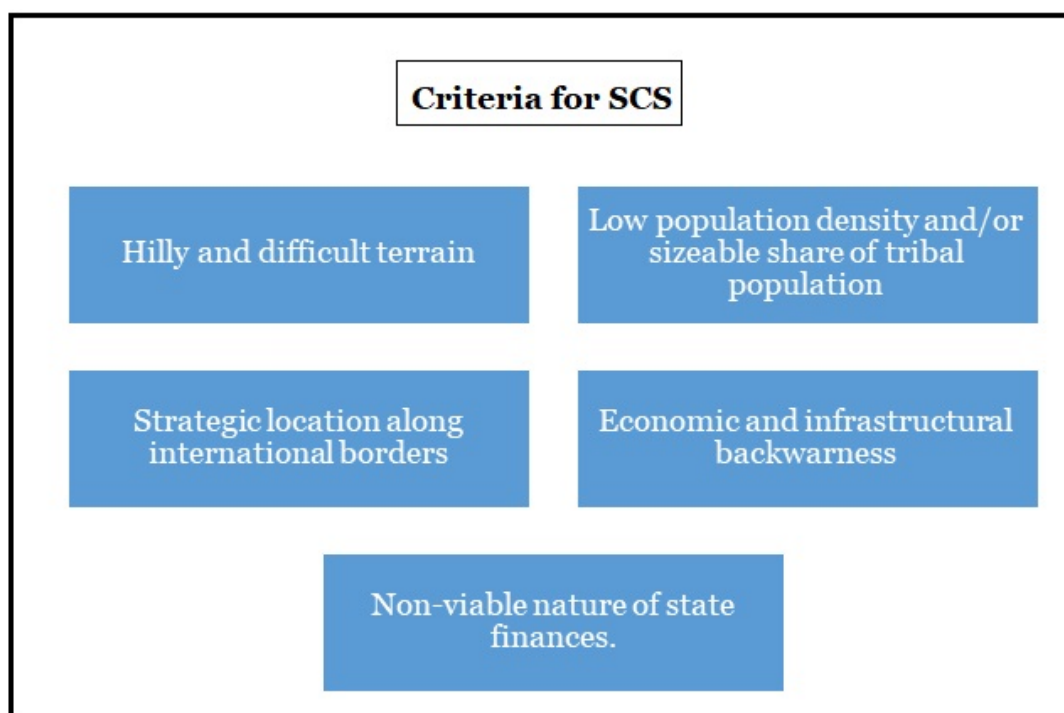 Criteria for SCS
Hilly and difficult terrain
Low population density and/or
sizeable share of tribal
population
Strategic location along
international borders
Economic and infrastructural
backwarness
Non-viable nature of state
finances.